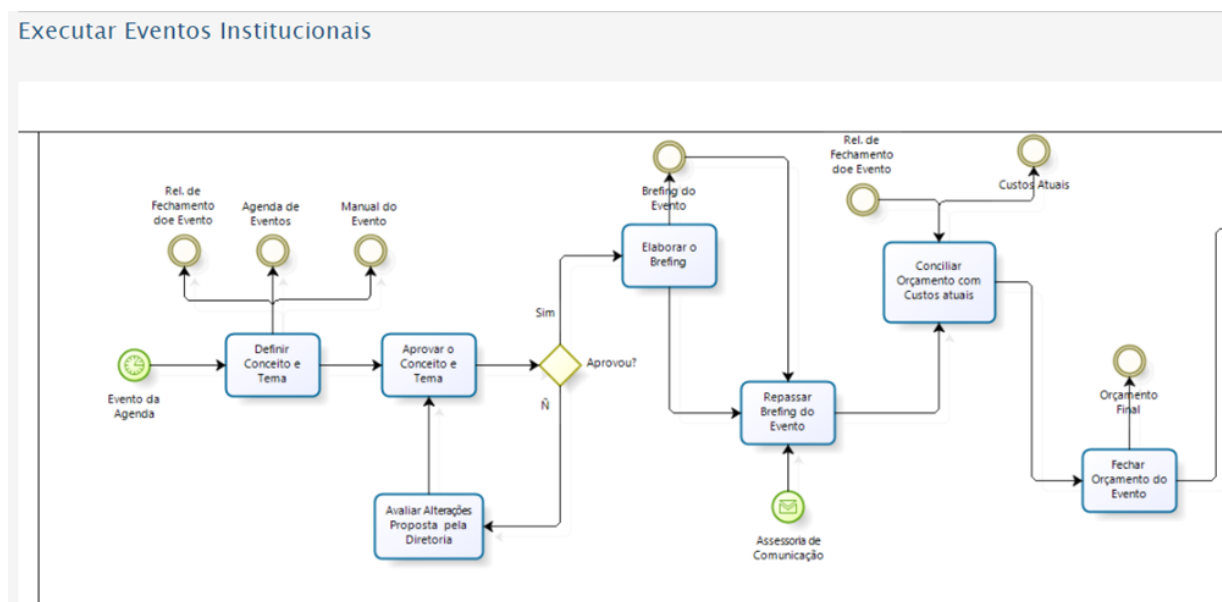 Executar Eventos Institucionais
Rel. de
Fechamento
doe Evento
Agenda de
Eventos
Manual do
Evento
Evento da
Agenda
Definir
Conceito e
Tema
Aprovar o
Conceito e
Tema
Aprovou?
Sim
Ñ
Avaliar Alterações
Proposta pela
Diretoria
Brefing do
Evento
Elaborar o
Brefing
Repassar
Brefing do
Evento
Assessoria de
Comunicação
Rel. de
Fechamento
doe Evento
Custos Atuais
Conciliar
Orçamento com
Custos atuais
Orçamento
Final
Fechar
Orçamento do
Evento